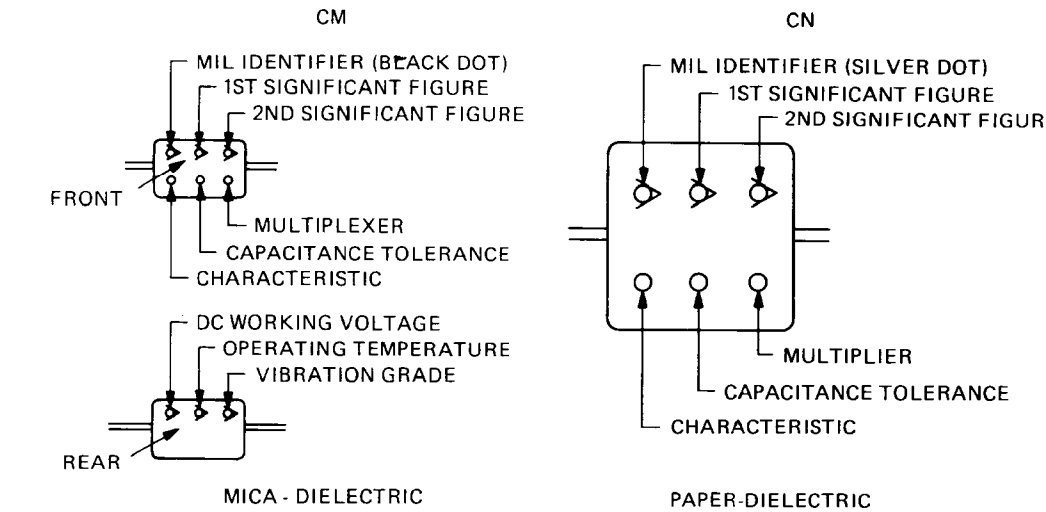 CM
MIL IDENTIFIER (BLACK DOT)
1ST SIGNIFICANT FIGURE
2ND SIGNIFICANT FIGURE
FRONT
MULTIPLEXER
CAPACITANCE TOLERANCE
CHARACTERISTIC
DC WORKING VOLTAGE
OPERATING TEMPERATURE
VIBRATION GRADE
REAR
MICA - DIELECTRIC
CN
MIL IDENTIFIER (SILVER DOT)
1ST SIGNIFICANT FIGURE
2ND SIGNIFICANT FIGUR
MULTIPLIER
CAPACITANCE TOLERANCE
CHARACTERISTIC
PAPER-DIELECTRIC